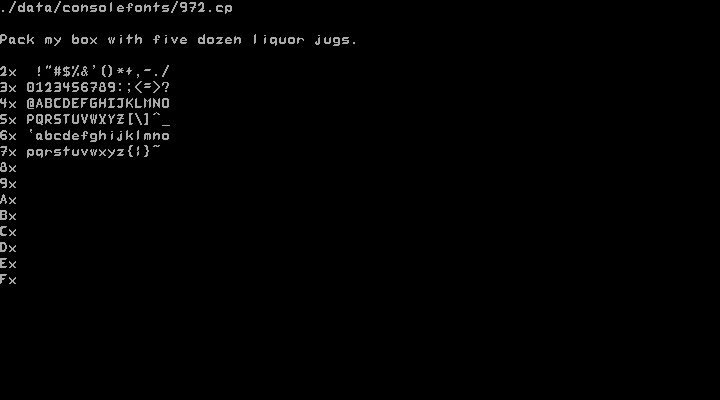 ./data/consolefonts/972.cp
Pack my box with five dozen liquor jugs.
2x  !"#$%&'()*+,-./
3x 0123456789:;<=>?
4x @ABCDEFGHIJKLMNO
5x PQRSTUVWXYZ[\]^_
6x `abcdefghijklmno
7x pqrstuvwxyz{|}~
8x
9x
Ax
Bx
Cx
Dx
Ex
Fx